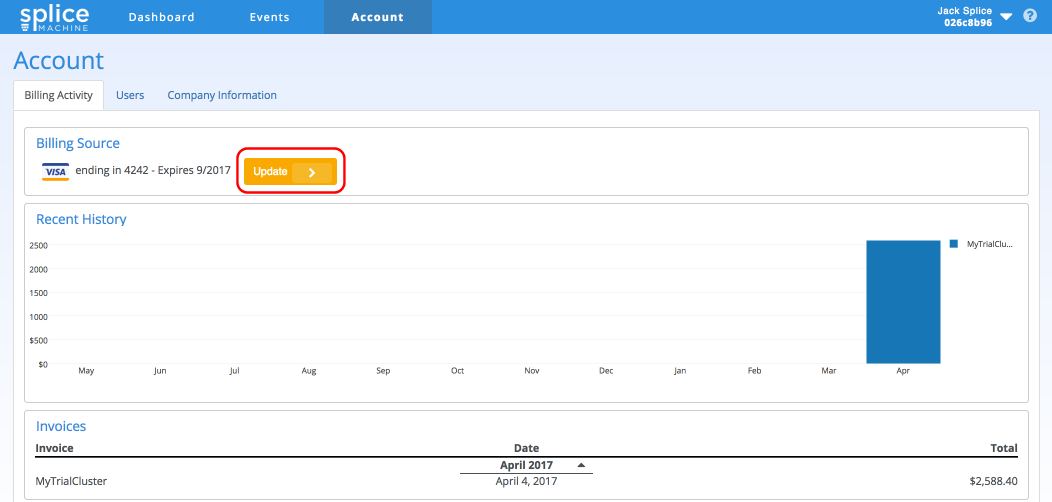 splice
MACHINE
Dashboard
Events
Account
Jack Splice
026c8b96
?
Account
Billing Activity
Users
Company Information
Billing Source
VISA ending in 4242 - Expires 9/2017
Update
Recent History
2500
2000
1500
1000
$500
$0
May Jun Jul Aug Sep Oct Nov Dec Jan Feb Mar Apr
MyTrialClu...
Invoices
Invoice Date Total
April 2017
MyTrialCluster April 4, 2017 $2,588.40